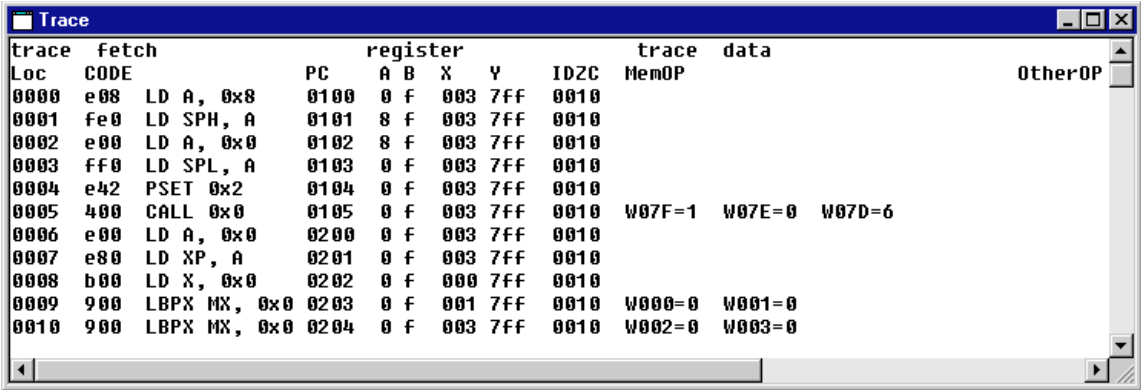 Trace
trace fetch register trace data
Loc CODE PC A B X Y IDZC MemOP OtherOP
0000 e08 LD A, 0x8 0100 0 f 003 7ff 0010
0001 fe0 LD SPH, A 0101 8 f 003 7ff 0010
0002 e00 LD A, 0x0 0102 8 f 003 7ff 0010
0003 ff0 LD SPL, A 0103 0 f 003 7ff 0010
0004 e42 PSET 0x2 0104 0 f 003 7ff 0010
0005 400 CALL 0x0 0105 0 f 003 7ff 0010 W07F=1 W07E=0 W07D=6
0006 e00 LD A, 0x0 0200 0 f 003 7ff 0010
0007 e80 LD XP, A 0201 0 f 003 7ff 0010
0008 b00 LD X, 0x0 0202 0 f 000 7ff 0010
0009 900 LBPX MX, 0x0 0203 0 f 001 7ff 0010 W000=0 W001=0
0010 900 LBPX MX, 0x0 0204 0 f 003 7ff 0010 W002=0 W003=0